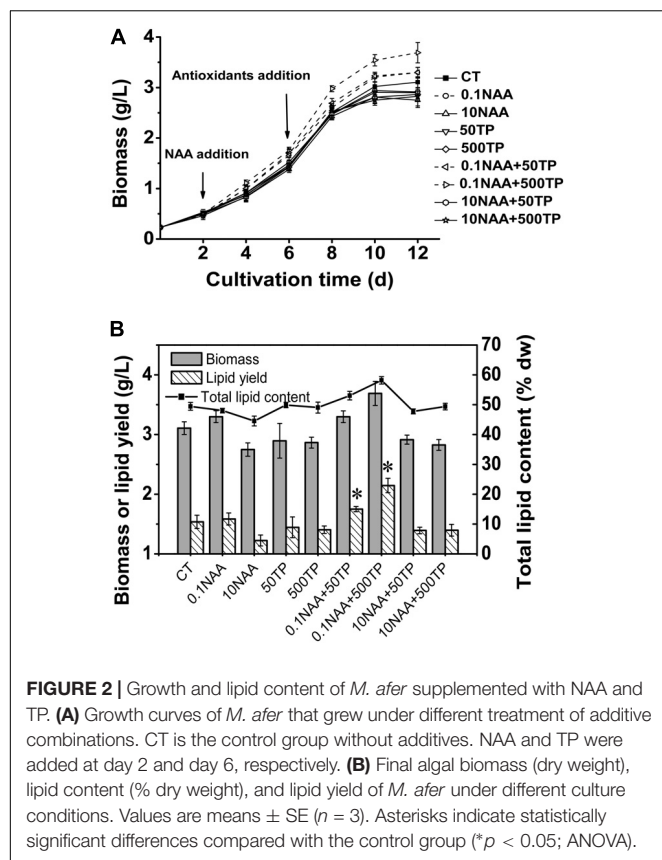 A
Biomass (g/L)
4
3
2
1
0
Antioxidants addition
NAA addition
2 4 6 8 10 12
Cultivation time (d)
CT
0.1NAA
10NAA
50TP
500TP
0.1NAA+50TP
0.1NAA+500TP
10NAA+50TP
10NAA+500TP
B
Biomass or lipid yield (g/L)
4
3
2
1
Biomass
Lipid yield
Total lipid content
* *
70
60
50
40
30
20
10
0
Total lipid content (% dw)
CT
0.1NAA
10NAA
50TP
500TP
0.1NAA+50TP
0.1NAA+500TP
10NAA+50TP
10NAA+500TP
FIGURE 2 | Growth and lipid content of M. afer supplemented with NAA and
TP. (A) Growth curves of M. afer that grew under different treatment of additive
combinations. CT is the control group without additives. NAA and TP were
added at day 2 and day 6, respectively. (B) Final algal biomass (dry weight),
lipid content (% dry weight), and lipid yield of M. afer under different culture
conditions. Values are means ± SE (n = 3). Asterisks indicate statistically
significant differences compared with the control group (*p < 0.05; ANOVA).